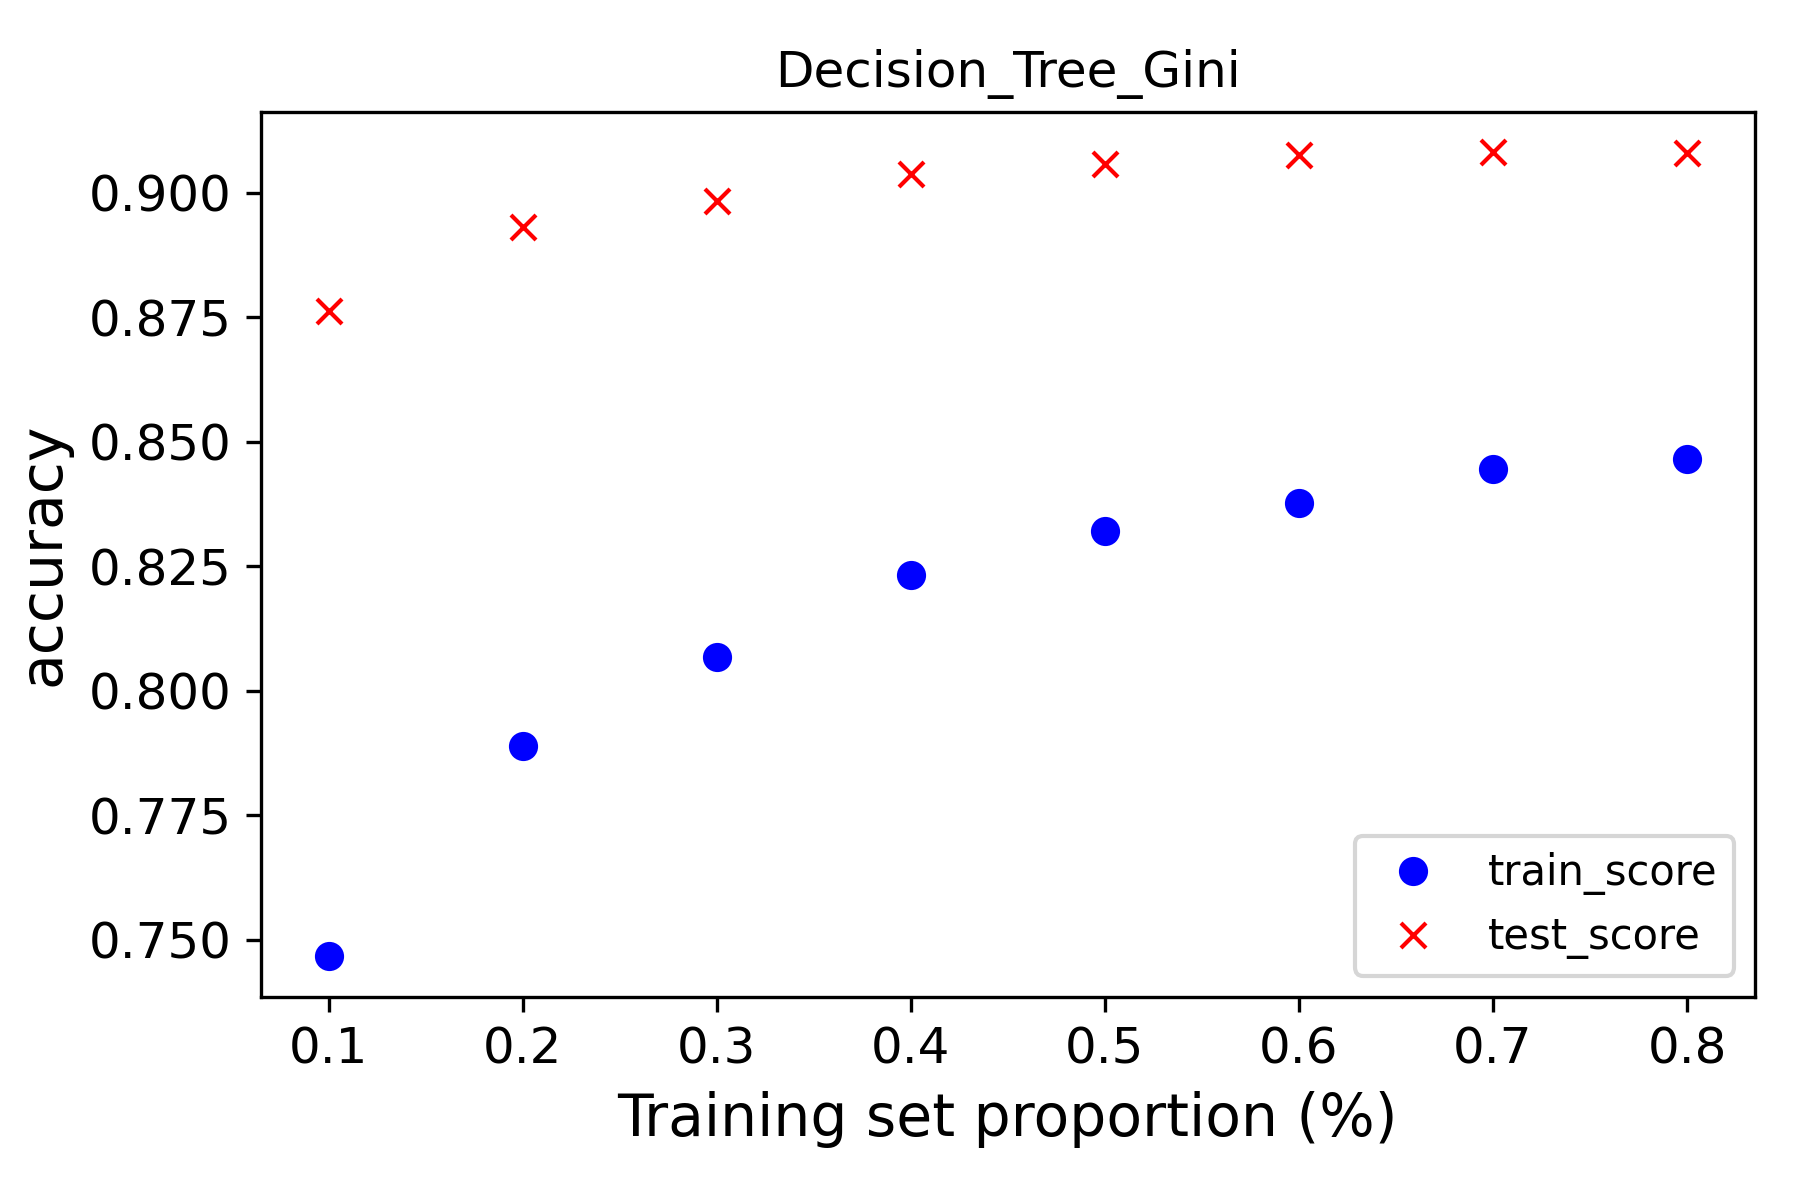 Decision_Tree_Gini
accuracy
0.900
0.875
0.850
0.825
0.800
0.775
0.750
train_score
test_score
0.1 0.2 0.3 0.4 0.5 0.6 0.7 0.8
Training set proportion (%)